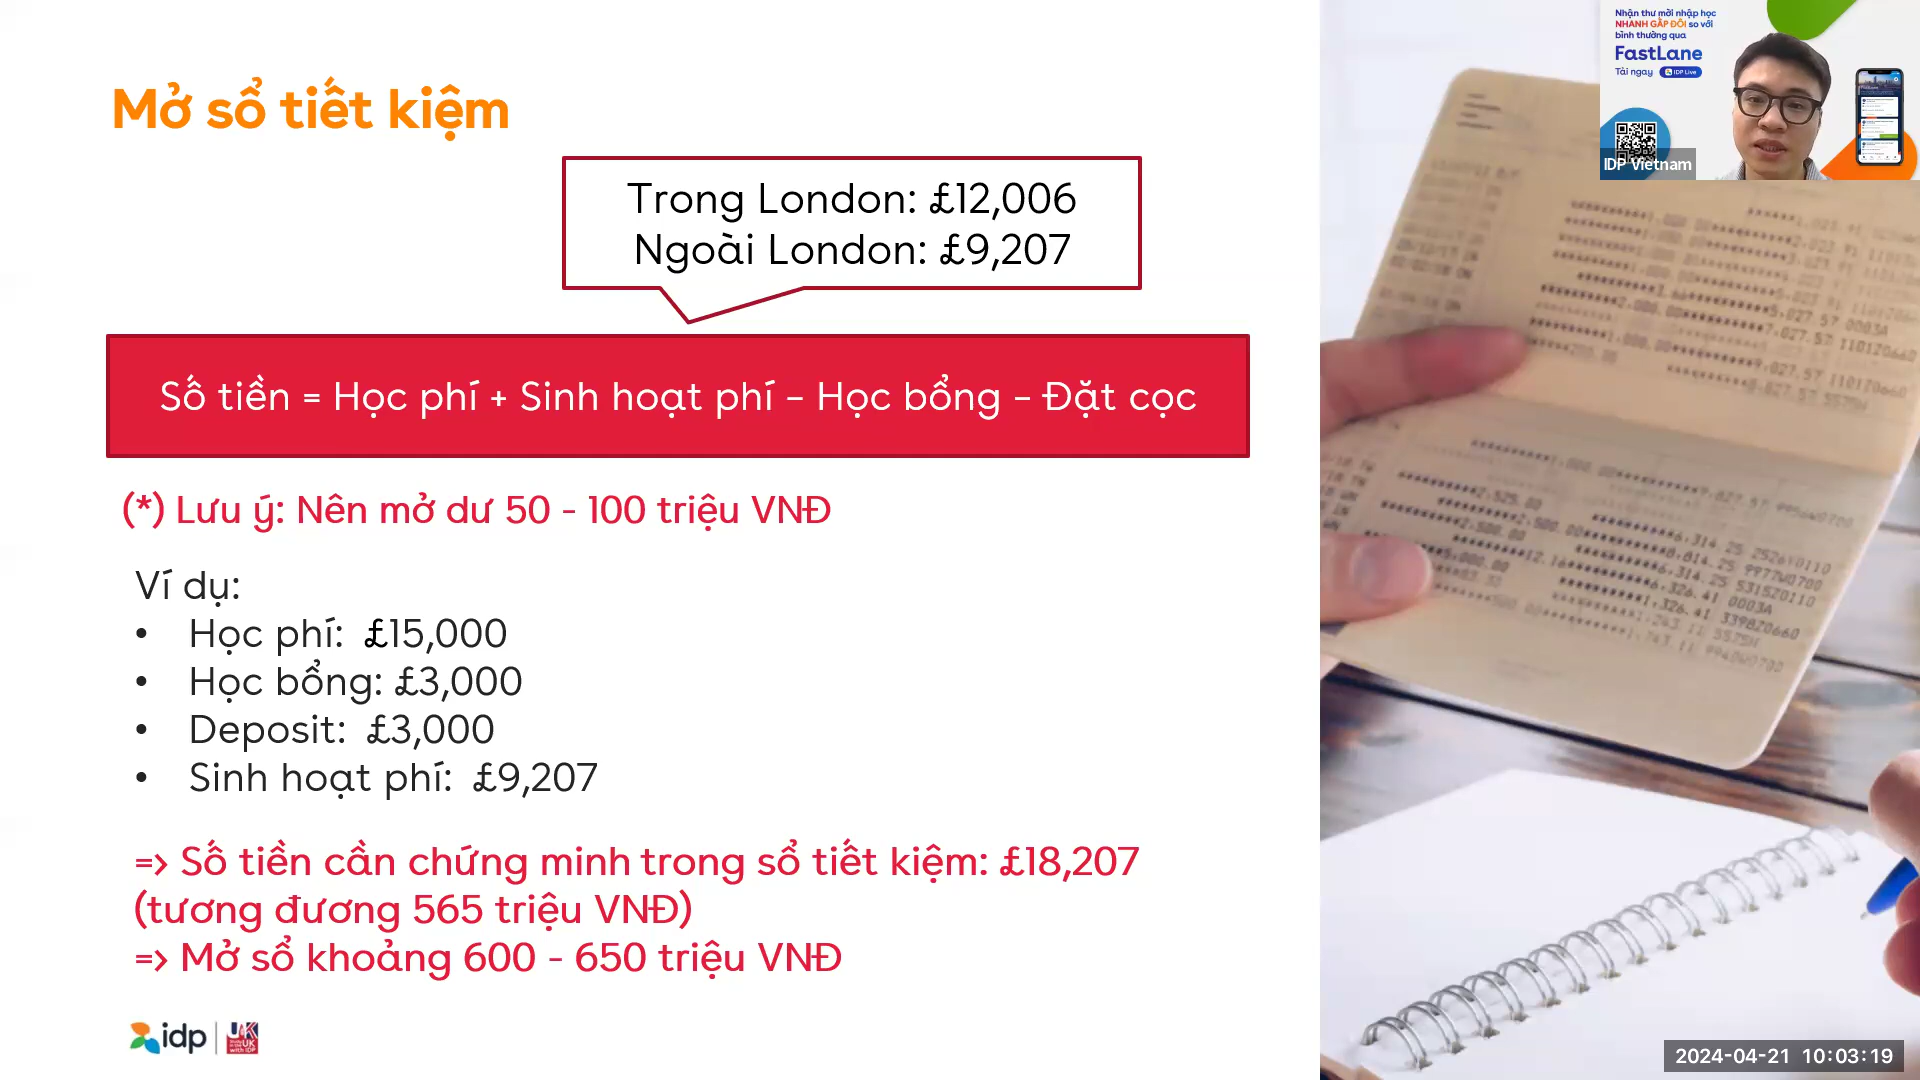 Mở sổ tiết kiệm
Trong London: £12,006
Ngoài London: £9,207
Số tiền = Học phí + Sinh hoạt phí – Học bổng – Đặt cọc
(*) Lưu ý: Nên mở dư 50 - 100 triệu VNĐ
Ví dụ:
• Học phí: £15,000
• Học bổng: £3,000
• Deposit: £3,000
• Sinh hoạt phí: £9,207
=> Số tiền cần chứng minh trong sổ tiết kiệm: £18,207
(tương đương 565 triệu VNĐ)
=> Mở sổ khoảng 600 - 650 triệu VNĐ
idp
Nhận thư mời nhập học
NHANH GẤP ĐÔI so với
bình thường qua
FastLane
Tải ngay IDP Live
IDP Vietnam
2024-04-21 10:03:19